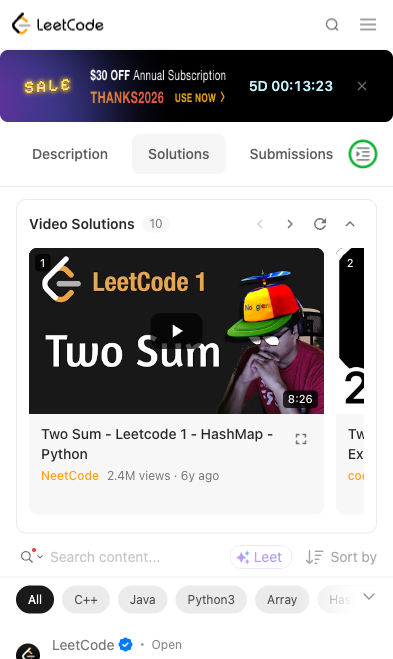 LeetCode
SALE
$30 OFF Annual Subscription
THANKS2026 USE NOW
5D 00:13:23
Description
Solutions
Submissions
Video Solutions 10
1
LeetCode 1
Two Sum
No green
8:26
2
2
Two Sum - Leetcode 1 - HashMap - Python
NeetCode 2.4M views · 6y ago
Search content...
Leet
Sort by
All
C++
Java
Python3
Array
LeetCode · Open